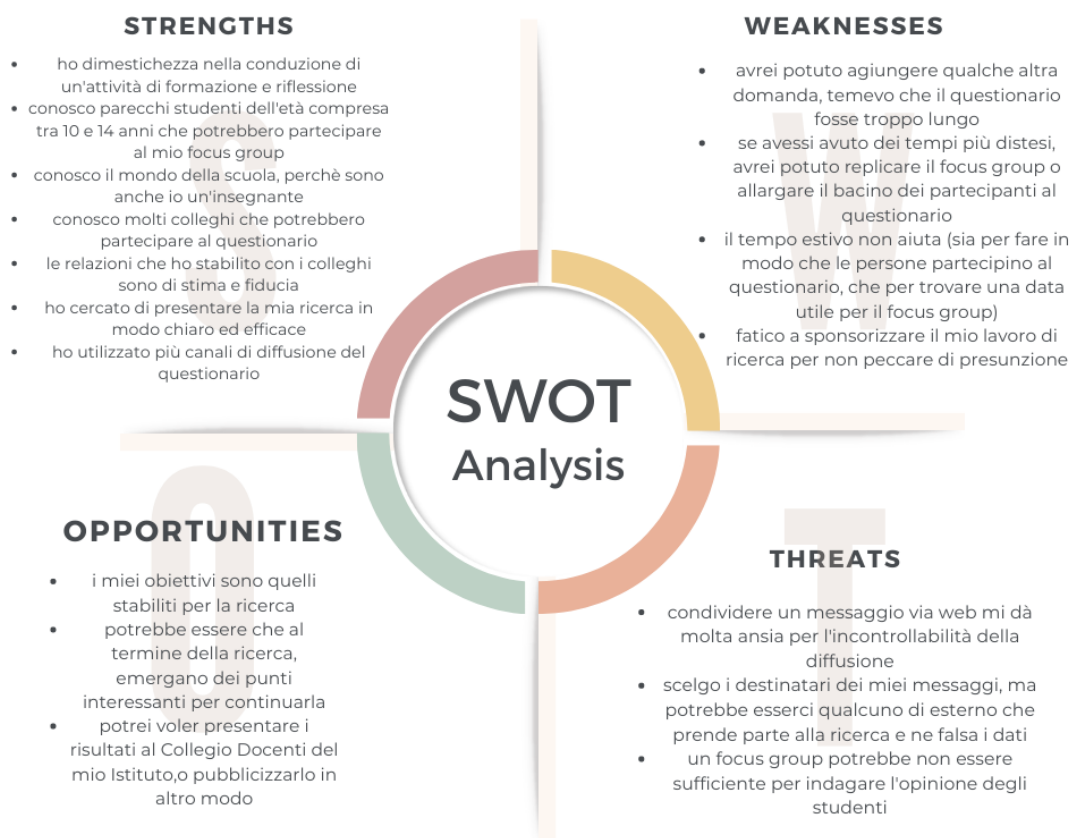 STRENGTHS
ho dimestichezza nella conduzione di
un'attività di formazione e riflessione
conosco parecchi studenti dell'età compresa
tra 10 e 14 anni che potrebbero partecipare
al mio focus group
conosco il mondo della scuola, perchè sono
anche io un'insegnante
conosco molti colleghi che potrebbero
partecipare al questionario
le relazioni che ho stabilito con i colleghi
sono di stima e fiducia
ho cercato di presentare la mia ricerca in
modo chiaro ed efficace
ho utilizzato più canali di diffusione del
questionario
S
WEAKNESSES
avrei potuto agiungere qualche altra
domanda, temevo che il questionario
fosse troppo lungo
se avessi avuto dei tempi più distesi,
avrei potuto replicare il focus group o
allargare il bacino dei partecipanti al
questionario
il tempo estivo non aiuta (sia per fare in
modo che le persone partecipino al
questionario, che per trovare una data
utile per il focus group)
fatico a sponsorizzare il mio lavoro di
ricerca per non peccare di presunzione
W
SWOT
Analysis
OPPORTUNITIES
i miei obiettivi sono quelli
stabiliti per la ricerca
potrebbe essere che al
termine della ricerca,
emergano dei punti
interessanti per continuarla
potrei voler presentare i
risultati al Collegio Docenti del
mio Istituto,o pubblicizzarlo in
altro modo
O
THREATS
condividere un messaggio via web mi dà
molta ansia per l'incontrollabilità della
diffusione
scelgo i destinatari dei miei messaggi, ma
potrebbe esserci qualcuno di esterno che
prende parte alla ricerca e ne falsa i dati
un focus group potrebbe non essere
sufficiente per indagare l'opinione degli
studenti
T